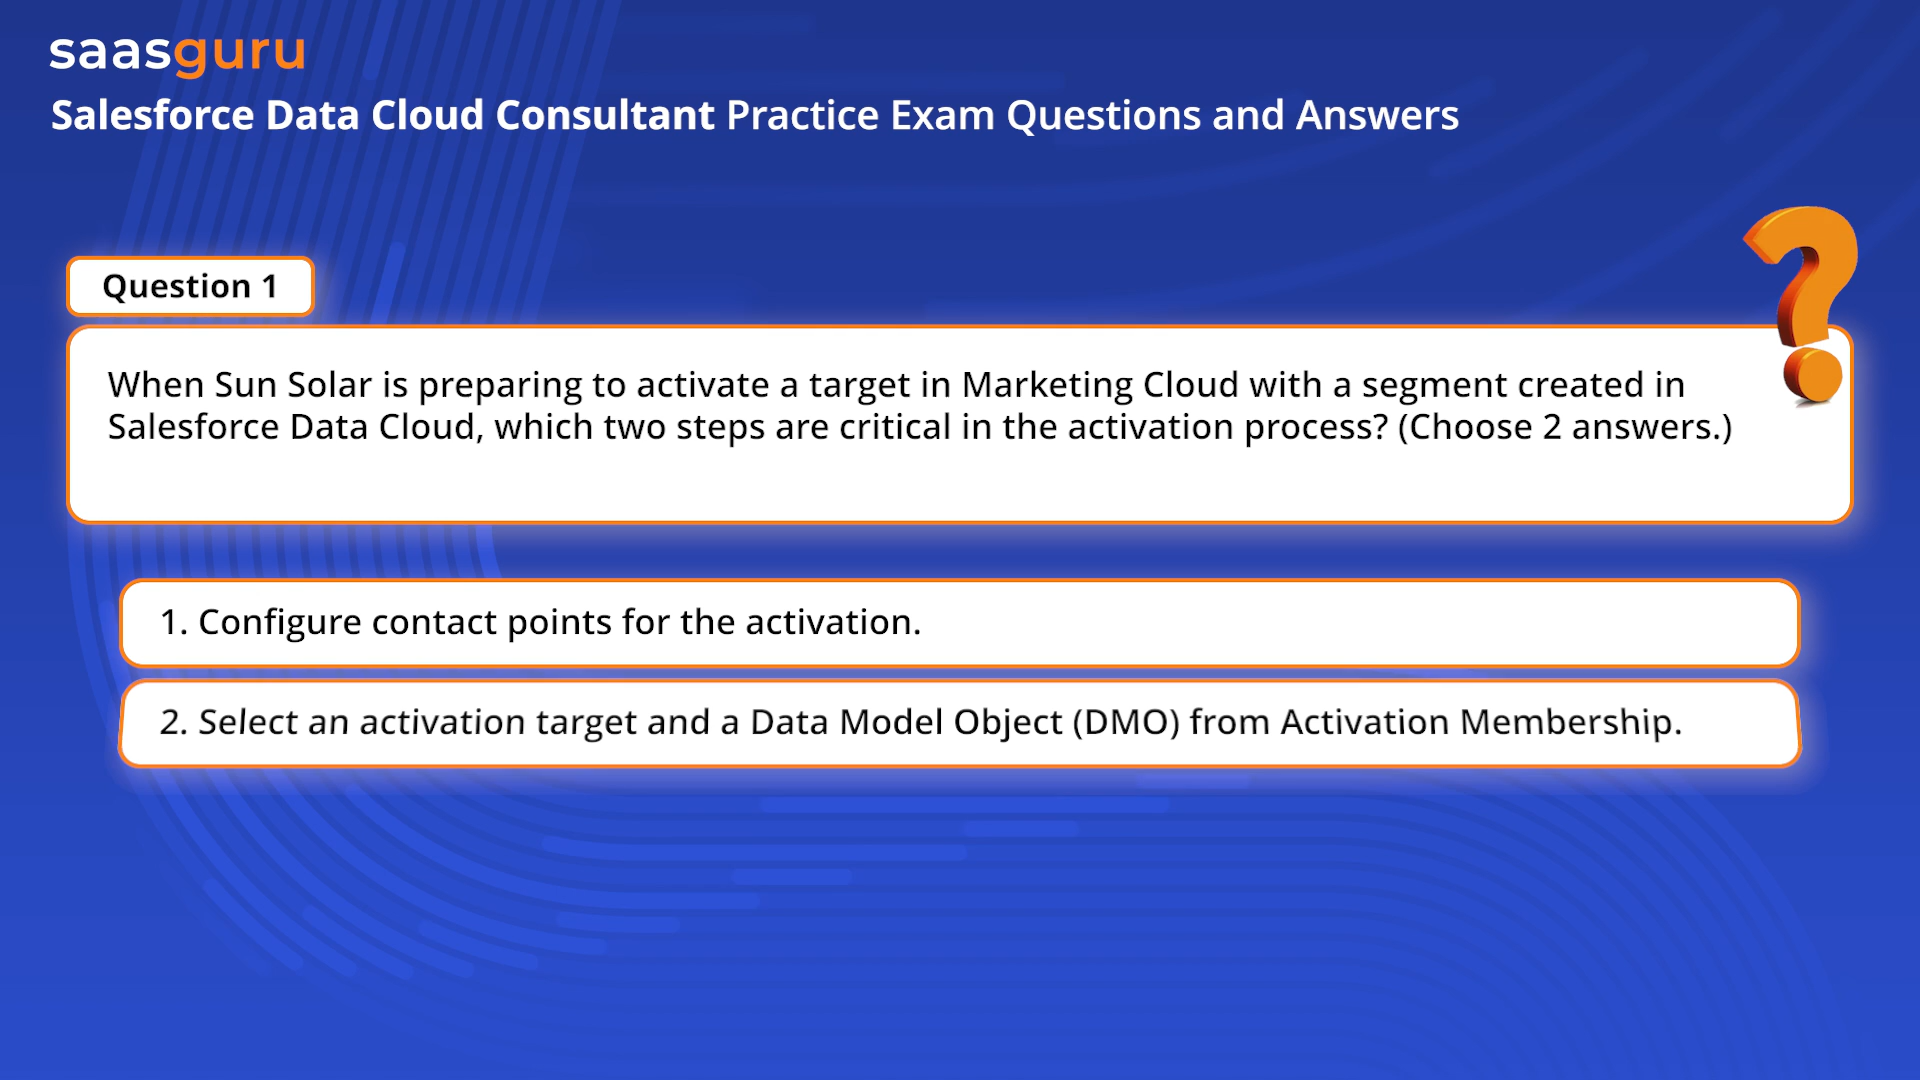 saasguru
Salesforce Data Cloud Consultant Practice Exam Questions and Answers
Question 1
When Sun Solar is preparing to activate a target in Marketing Cloud with a segment created in
Salesforce Data Cloud, which two steps are critical in the activation process? (Choose 2 answers.)
1. Configure contact points for the activation.
2. Select an activation target and a Data Model Object (DMO) from Activation Membership.